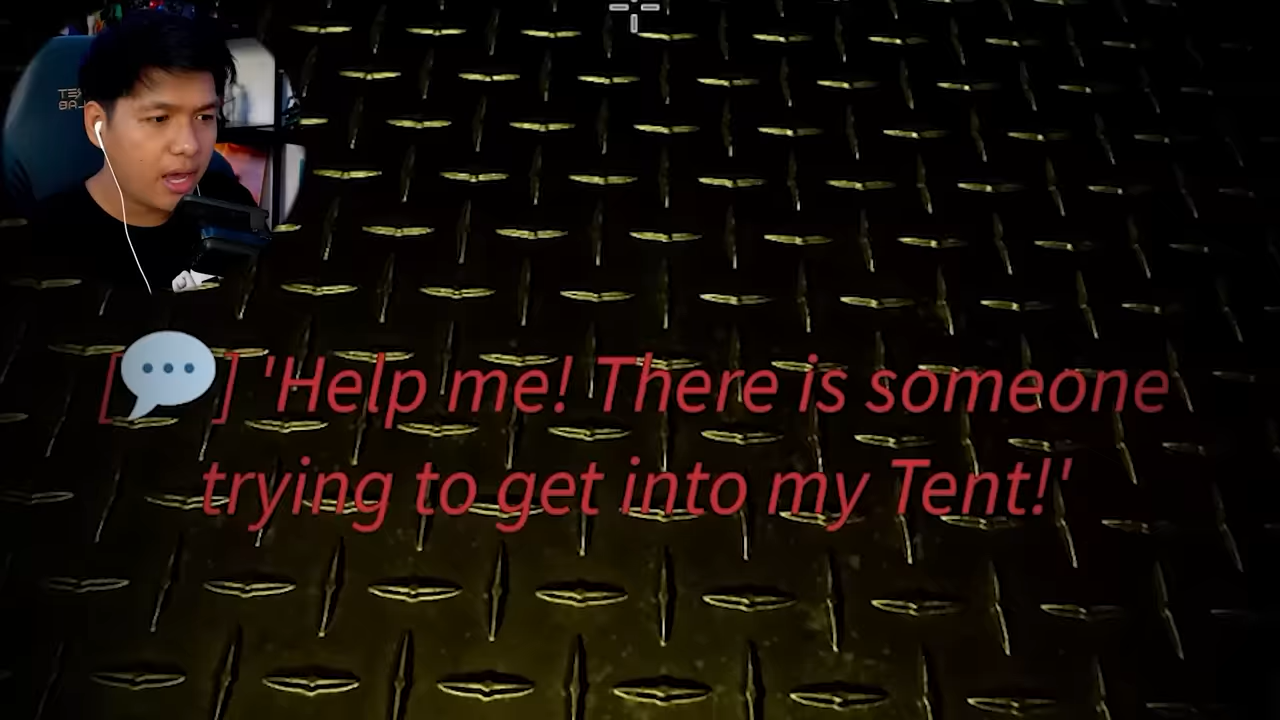 [💬] 'Help me! There is someone
trying to get into my Tent!'